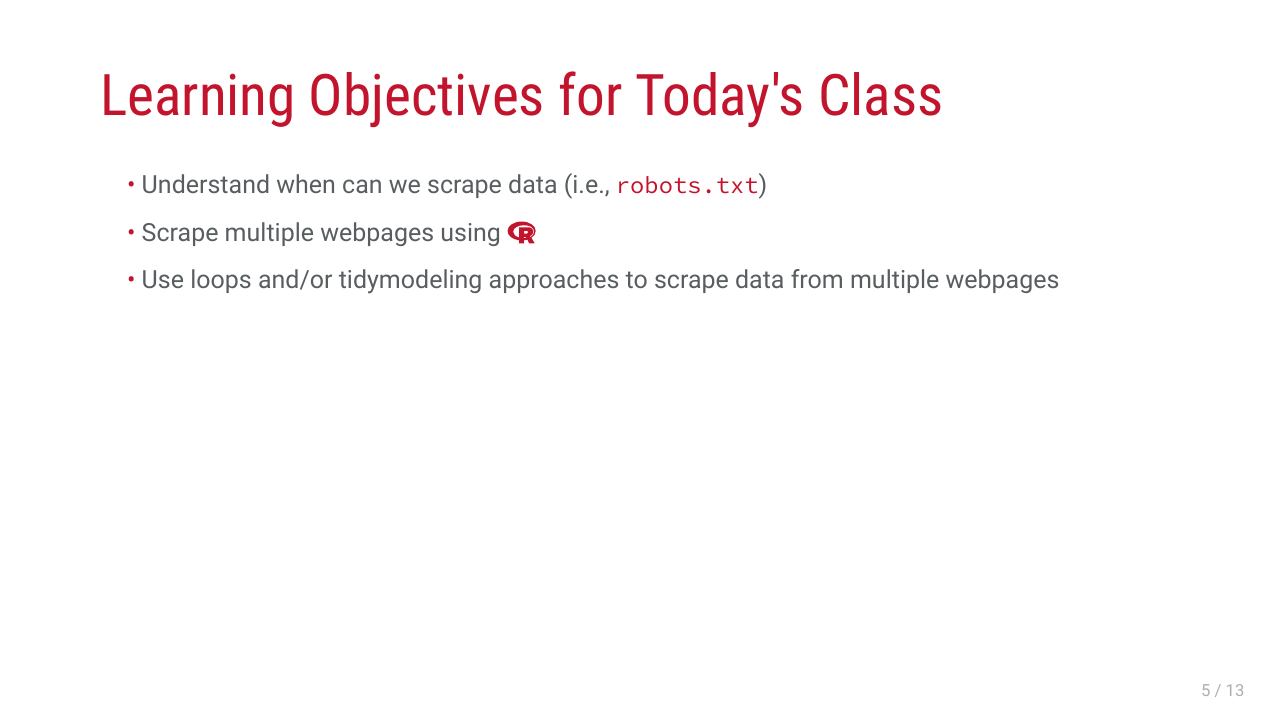 Learning Objectives for Today's Class
• Understand when can we scrape data (i.e., robots.txt)
• Scrape multiple webpages using R
• Use loops and/or tidymodeling approaches to scrape data from multiple webpages
5 / 13